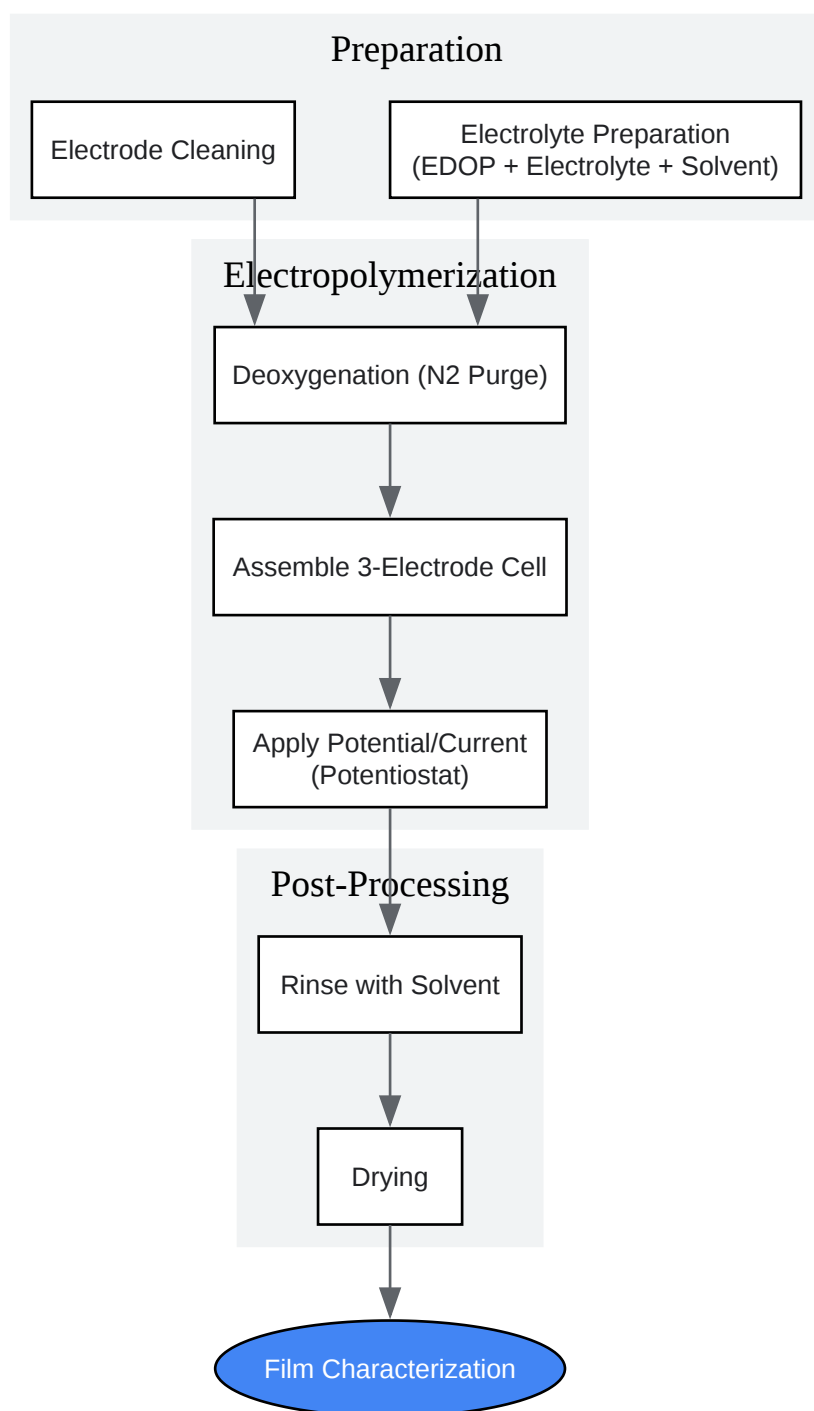 Preparation
Electrode Cleaning
Electrolyte Preparation
(EDOP + Electrolyte + Solvent)
Electropolymerization
Deoxygenation (N2 Purge)
Assemble 3-Electrode Cell
Apply Potential/Current
(Potentiostat)
Post-Processing
Rinse with Solvent
Drying
Film Characterization